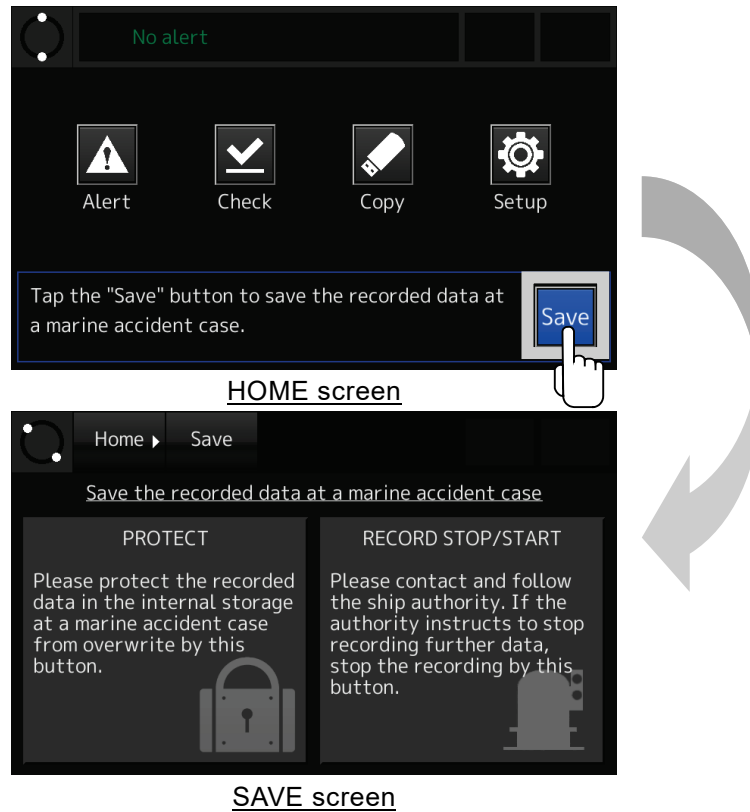 No alert
Alert Check Copy Setup
Tap the "Save" button to save the recorded data at
a marine accident case.
Save
HOME screen
Home Save
Save the recorded data at a marine accident case
PROTECT
Please protect the recorded
data in the internal storage
at a marine accident case
from overwrite by this
button.
RECORD STOP/START
Please contact and follow
the ship authority. If the
authority instructs to stop
recording further data,
stop the recording by this
button.
SAVE screen